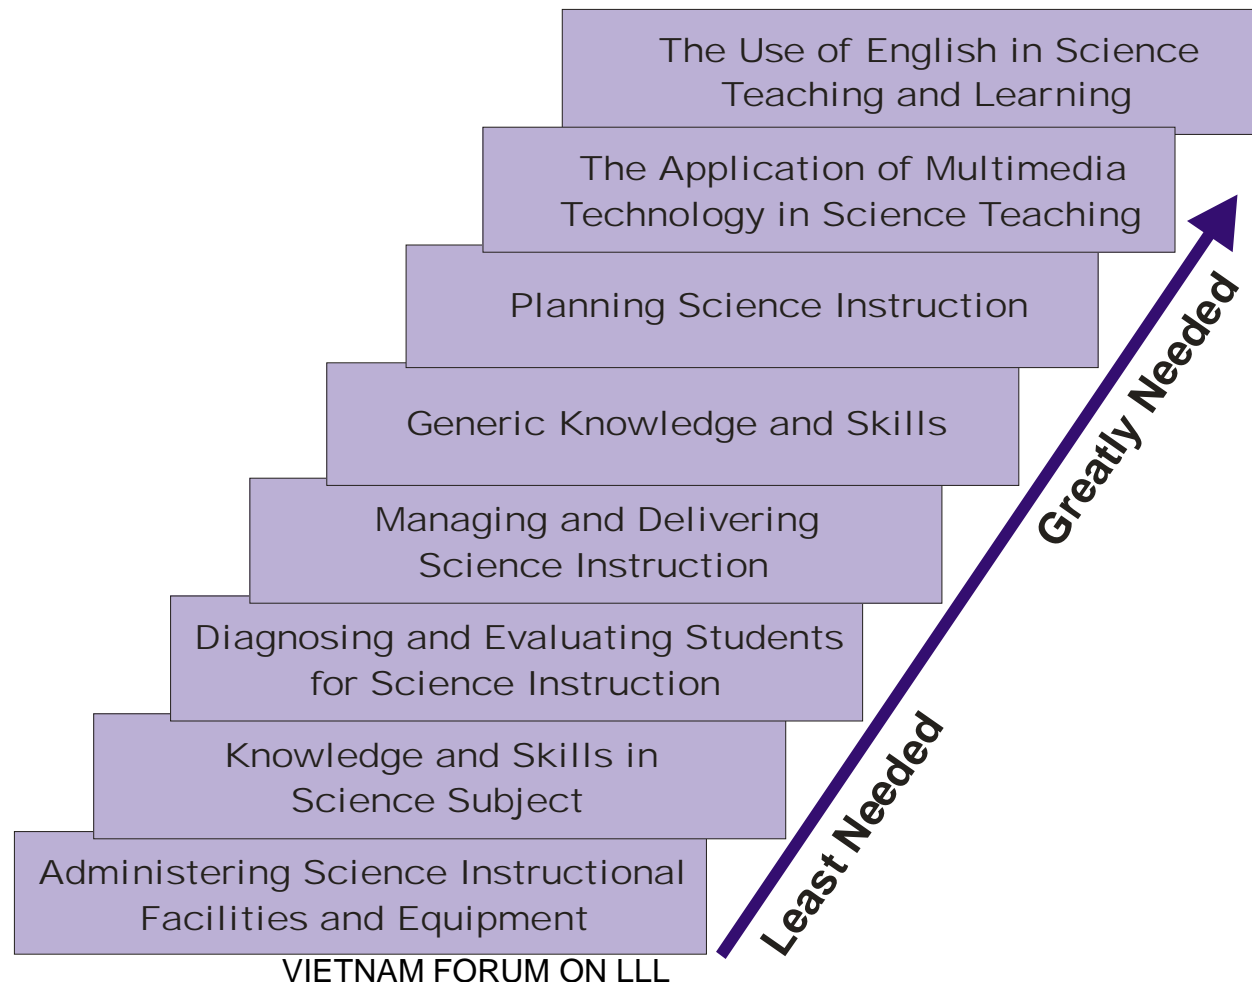 The Use of English in Science
Teaching and Learning
The Application of Multimedia
Technology in Science Teaching
Planning Science Instruction
Generic Knowledge and Skills
Managing and Delivering
Science Instruction
Diagnosing and Evaluating Students
for Science Instruction
Knowledge and Skills in
Science Subject
Administering Science Instructional
Facilities and Equipment
Greatly Needed
Least Needed
VIETNAM FORUM ON LLL